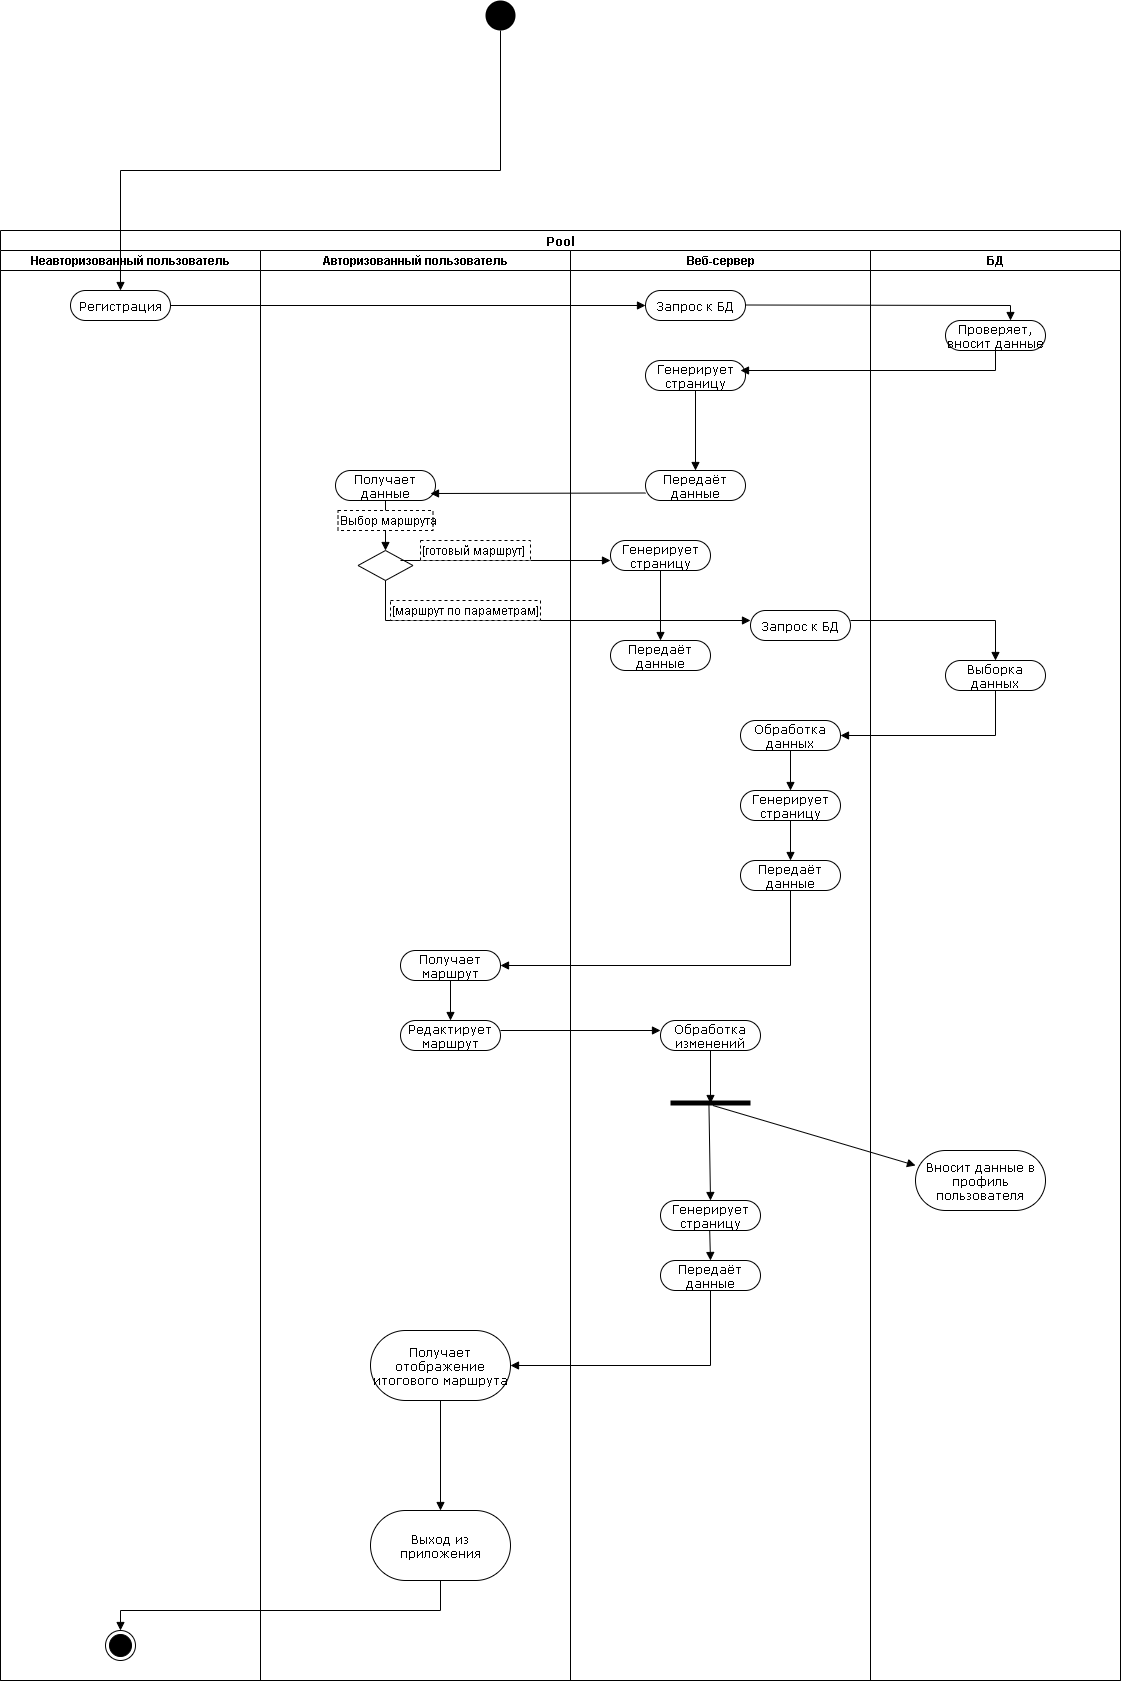 Pool
Неавторизованный пользователь
Авторизованный пользователь
Веб-сервер
БД
Регистрация
Запрос к БД
Проверяет,
вносит данные
Генерирует
страницу
Получает
данные
Передаёт
данные
Выбор маршрута
[готовый маршрут]
Генерирует
страницу
[маршрут по параметрам]
Запрос к БД
Передаёт
данные
Выборка
данных
Обработка
данных
Генерирует
страницу
Передаёт
данные
Получает
маршрут
Редактирует
маршрут
Обработка
изменений
Вносит данные в
профиль
пользователя
Генерирует
страницу
Передаёт
данные
Получает
отображение
итогового маршрута
Выход из
приложения